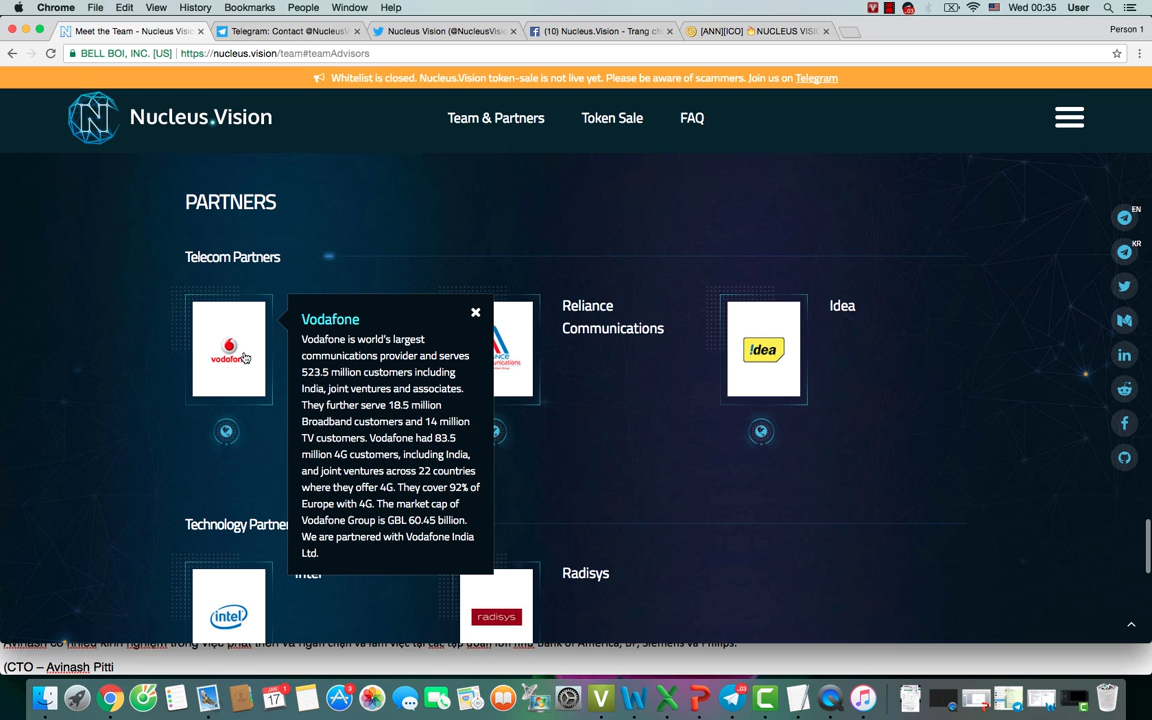 Chrome File Edit View History Bookmarks People Window Help
Wed 00:35 User
Meet the Team - Nucleus Visio
Telegram: Contact @NucleusV
Nucleus Vision (@NucleusVisi
(10) Nucleus.Vision - Trang ch
[ANN][ICO] NUCLEUS VISI
Person 1
BELL BOI, INC. [US] https://nucleus.vision/team#teamAdvisors
Whitelist is closed. Nucleus.Vision token-sale is not live yet. Please be aware of scammers. Join us on Telegram
N
Nucleus.Vision
Team & Partners
Token Sale
FAQ
EN
KR
PARTNERS
Telecom Partners
vodafone
Vodafone
Vodafone is world's largest
communications provider and serves
523.5 million customers including
India, joint ventures and associates.
They further serve 18.5 million
Broadband customers and 14 million
TV customers. Vodafone had 83.5
million 4G customers, including India,
and joint ventures across 22 countries
where they offer 4G. They cover 92% of
Europe with 4G. The market cap of
Vodafone Group is GBL 60.45 billion.
We are partnered with Vodafone India
Ltd.
Reliance
Communications
!dea
Idea
Technology Partner
intel
Intel
radisys
Radisys
(CTO – Avinash Pitti